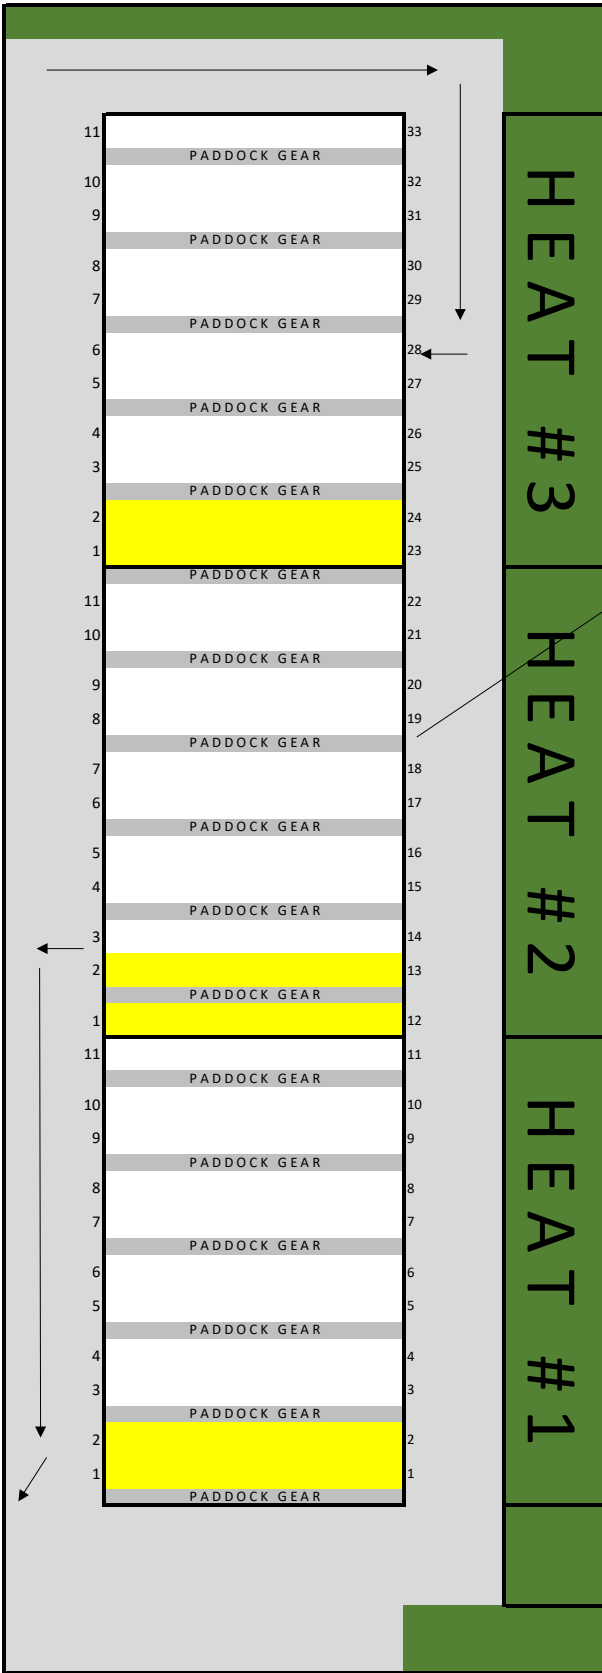 11 33
PADDOCK GEAR
10 32
9 31
PADDOCK GEAR
8 30
7 29
PADDOCK GEAR
6 28
5 27
PADDOCK GEAR
4 26
3 25
PADDOCK GEAR
2 24
1 23
HEAT #3
PADDOCK GEAR
11 22
10 21
PADDOCK GEAR
9 20
8 19
PADDOCK GEAR
7 18
6 17
PADDOCK GEAR
5 16
4 15
PADDOCK GEAR
3 14
2 13
PADDOCK GEAR
1 12
HEAT #2
11 11
PADDOCK GEAR
10 10
9 9
PADDOCK GEAR
8 8
7 7
PADDOCK GEAR
6 6
5 5
PADDOCK GEAR
4 4
3 3
PADDOCK GEAR
2 2
1 1
PADDOCK GEAR
HEAT #1